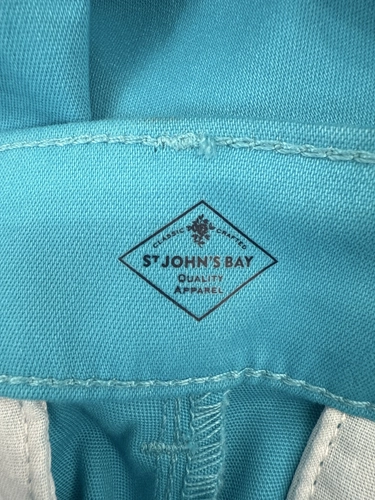 CLASSIC CRAFTED
ST JOHN'S BAY
QUALITY
APPAREL